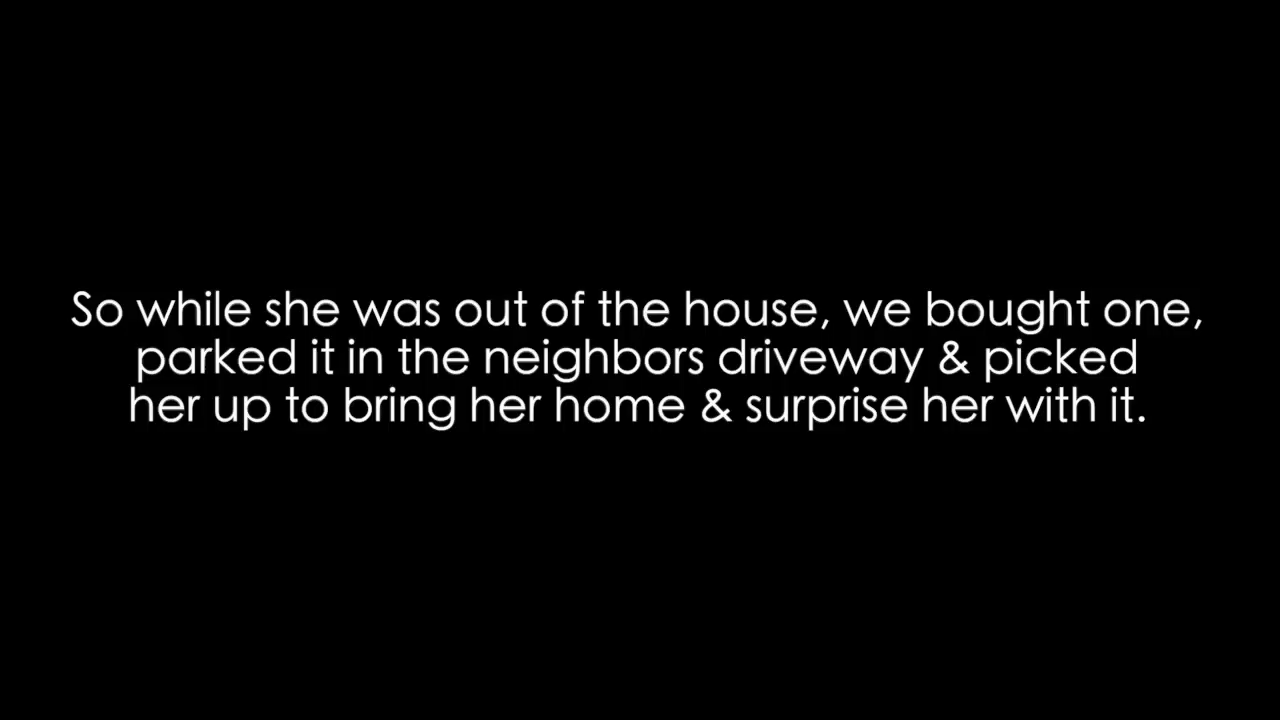 So while she was out of the house, we bought one,
parked it in the neighbors driveway & picked
her up to bring her home & surprise her with it.